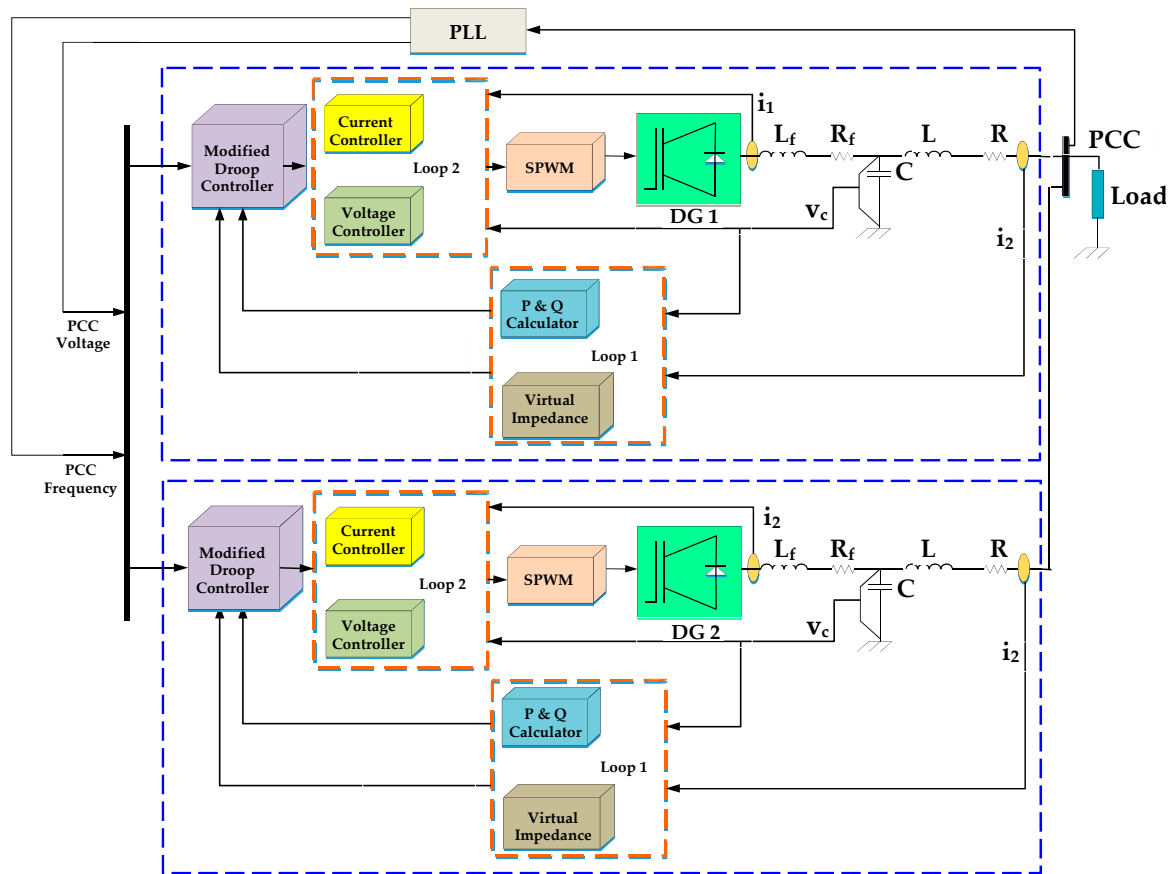 PLL
Current
Controller
Loop 2
Voltage
Controller
Modified
Droop
Controller
SPWM
DG 1
i1
Lf
Rf
L
R
C
vc
i2
PCC
Load
P & Q
Calculator
Loop 1
Virtual
Impedance
PCC
Voltage
PCC
Frequency
Current
Controller
Loop 2
Voltage
Controller
Modified
Droop
Controller
SPWM
DG 2
i2
Lf
Rf
L
R
C
vc
i2
P & Q
Calculator
Loop 1
Virtual
Impedance